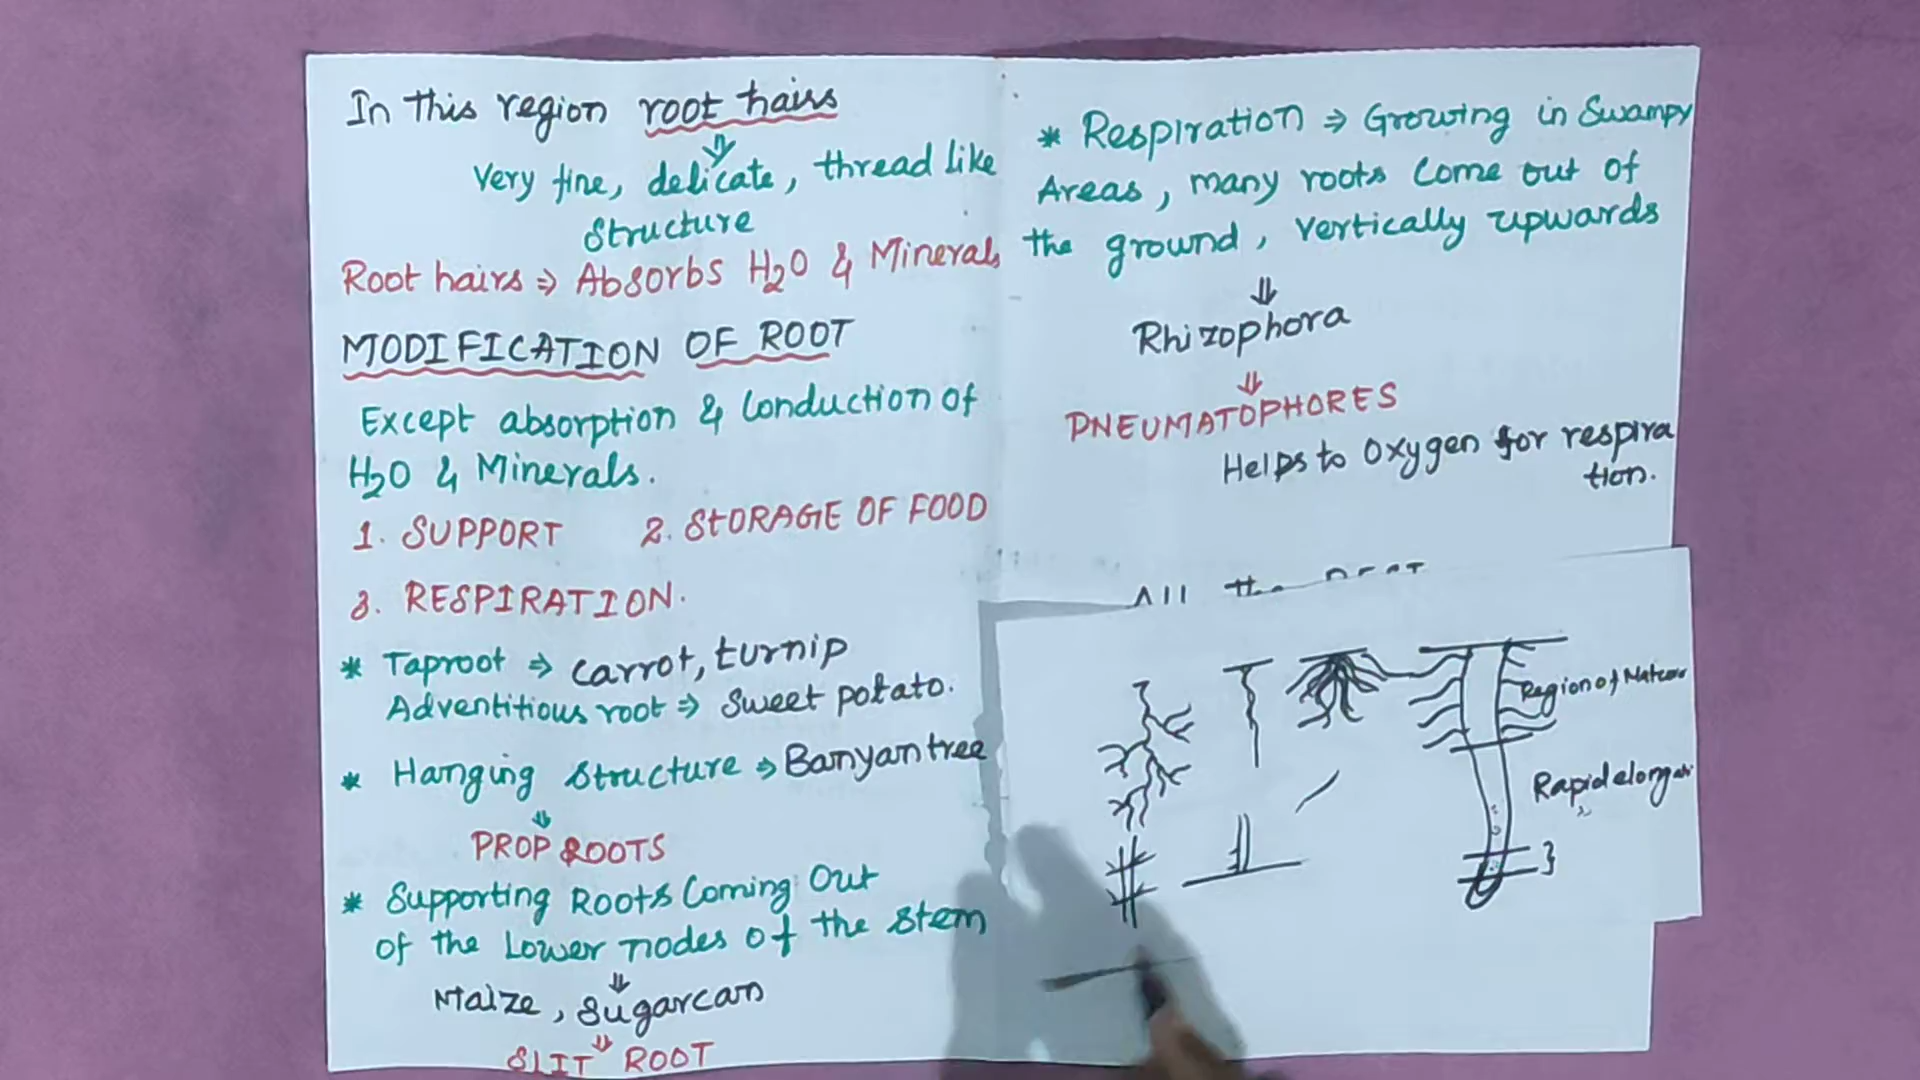 In this region root hairs
⇓
Very fine, delicate, thread like
structure
Root hairs ⇒ Absorbs H₂O & Minerals
MODIFICATION OF ROOT
Except absorption & Conduction of
H₂O & Minerals.
1. SUPPORT 2. STORAGE OF FOOD
3. RESPIRATION.
* Taproot ⇒ carrot, turnip
Adventitious root ⇒ Sweet potato.
* Hanging structure ⇒ Banyan tree
⇓
PROP ROOTS
* Supporting Roots Coming Out
of the Lower nodes of the stem
⇓
Maize, Sugarcan
⇓
SLIT ROOT
* Respiration ⇒ Growing in Swampy
Areas, many roots Come out of
the ground, vertically upwards
⇓
Rhizophora
⇓
PNEUMATOPHORES
Helps to Oxygen for respira
tion.
All the
Region of
Rapid